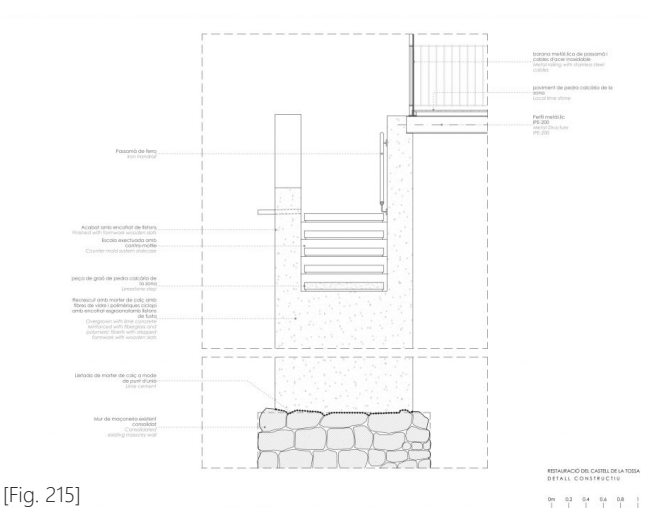 barana metàl·lica de passamà i
cables d'acer inoxidable
Metal railing with stainless steel
cables
paviment de pedra calcària de la
zona
Local lime stone
Perfil metàl·lic
IPE 200
Metal Structure
IPE 200
Passamà de ferro
Iron handrail
Acabast amb encofrat de llistons
Finished with formwork wooden slats
Escala executada amb
contra-motlle
Counter-mold pattern staircase
peça de graó de pedra calcària de
la zona
Limestone step
Recrescut amb morter de calç amb
fibres de vidre i polimèriques ciclopi
amb encofrat esgraonatamb llistons
de fusta
Overgrown with lime concrete
reinforced with fiberglass and
polymeric fibers with stepped
formwork with wooden slats
Lletada de morter de calç a mode
de punt d'unió
Lime cement
Mur de maçoneria existent
consolidat
Consolidated
existing masonry wall
RESTAURACIÓ DEL CASTELL DE LA TOSSA
DETALL CONSTRUCTIU
0m 0.2 0.4 0.6 0.8 1
[Fig. 215]